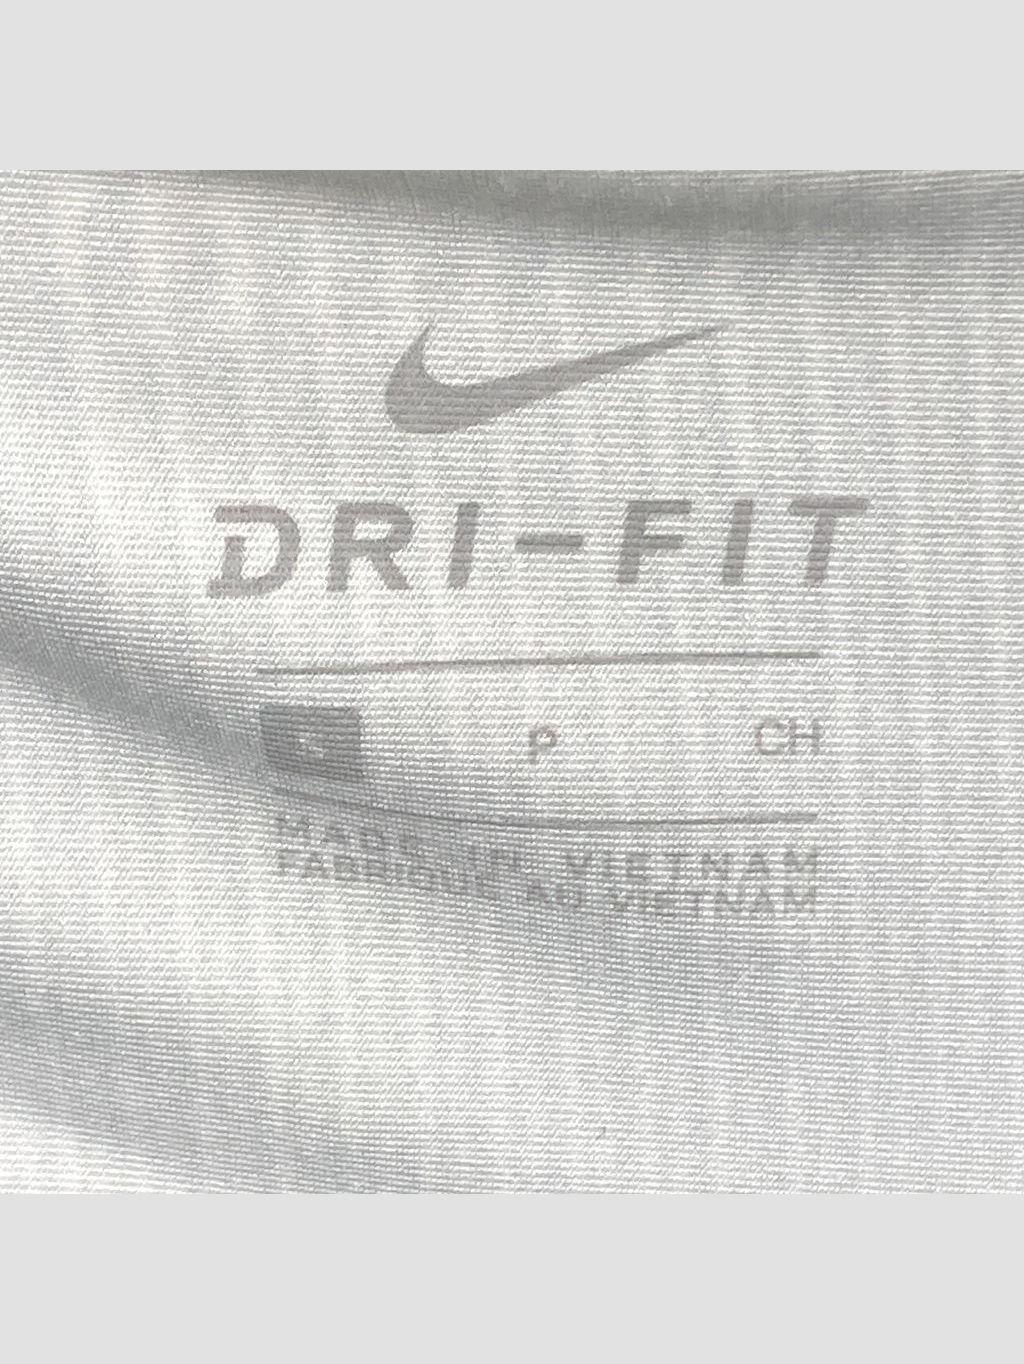 DRI-FIT
S P CH
MADE IN VIETNAM
FABRIQUÉ AU VIETNAM